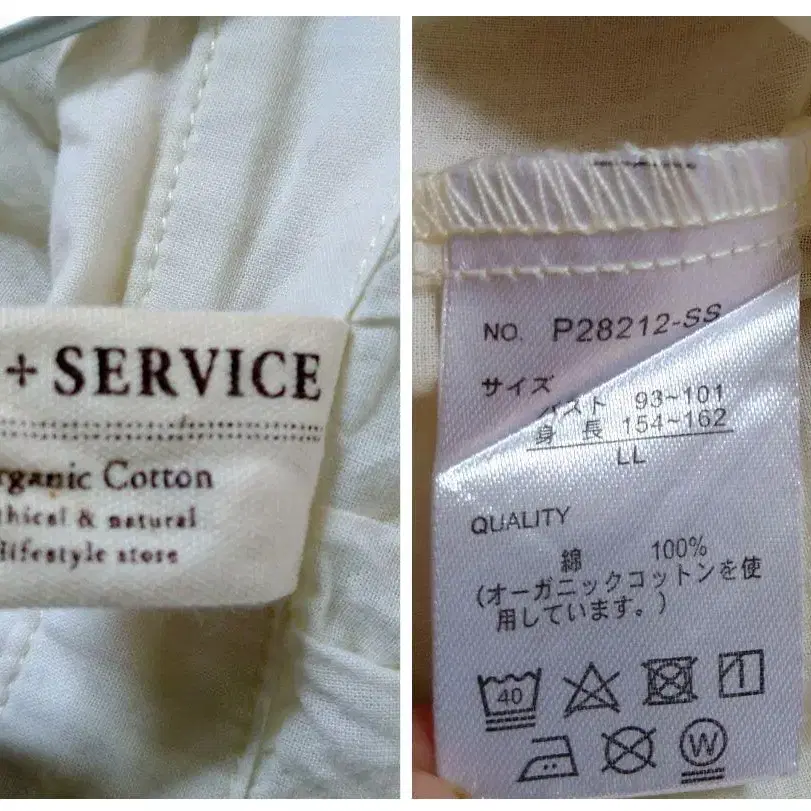 + SERVICE
rganic Cotton
hical & natural
lifestyle store
NO. P28212-SS
サイズ
バスト 93~101
身 長 154~162
LL
QUALITY
綿 100%
(オーガニックコットンを使
用しています。)
40
W